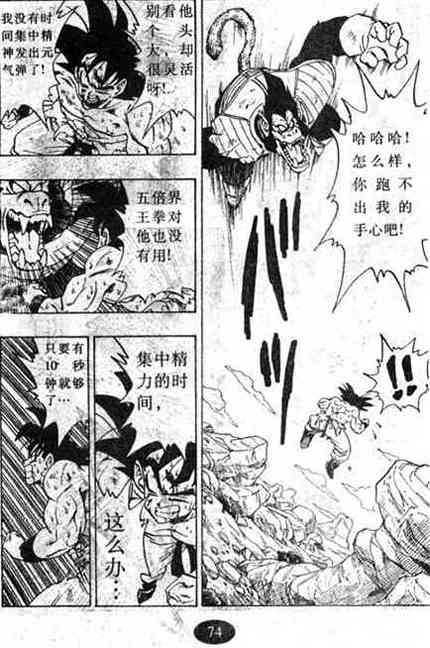 哈哈哈!
怎么样,
你跑不
出我的
手心吧!
!!
别看他
个头
大,却
很灵活
呀!
我没有时
间集中精
神发出元
气弹了!
五倍界
王拳对
他也没
有用!
集中精
力的时
间,
这么办…
只要有
10秒
钟就够
了…
74